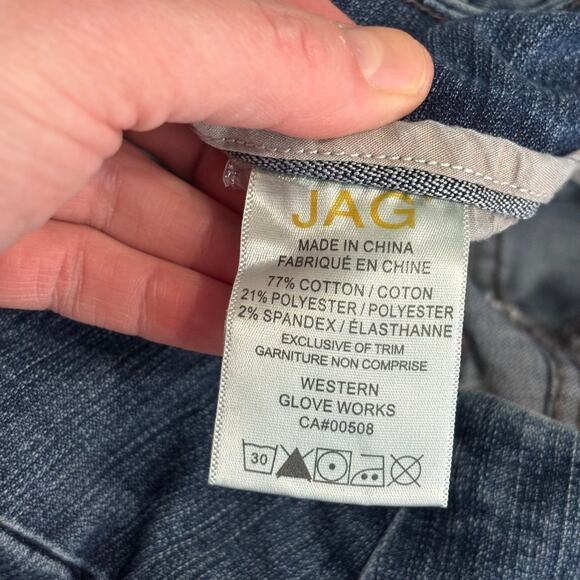 JAG
MADE IN CHINA
FABRIQUÉ EN CHINE
77% COTTON / COTON
21% POLYESTER / POLYESTER
2% SPANDEX / ÉLASTHANNE
EXCLUSIVE OF TRIM
GARNITURE NON COMPRISE
WESTERN
GLOVE WORKS
CA#00508
30